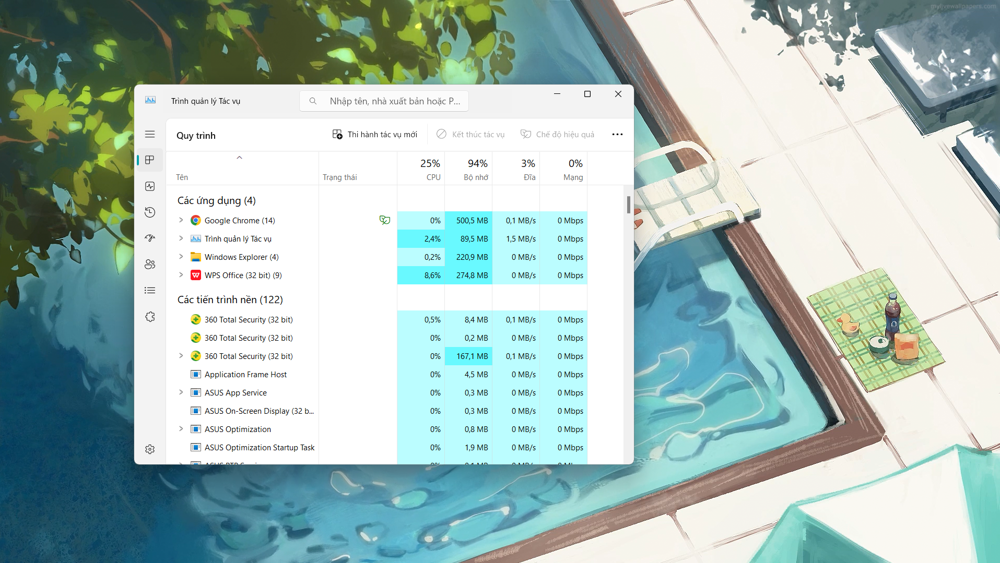 mylivewallpapers.com
Trình quản lý Tác vụ
Nhập tên, nhà xuất bản hoặc P...
Quy trình
Thi hành tác vụ mới
Kết thúc tác vụ
Chế độ hiệu quả
25% 94% 3% 0%
Tên Trạng thái CPU Bộ nhớ Đĩa Mạng
Các ứng dụng (4)
Google Chrome (14) 0% 500,5 MB 0,1 MB/s 0 Mbps
Trình quản lý Tác vụ 2,4% 89,5 MB 1,5 MB/s 0 Mbps
Windows Explorer (4) 0,2% 220,9 MB 0 MB/s 0 Mbps
WPS Office (32 bit) (9) 8,6% 274,8 MB 0 MB/s 0 Mbps
Các tiến trình nền (122)
360 Total Security (32 bit) 0,5% 8,4 MB 0,1 MB/s 0 Mbps
360 Total Security (32 bit) 0% 0,2 MB 0 MB/s 0 Mbps
360 Total Security (32 bit) 0% 167,1 MB 0,1 MB/s 0 Mbps
Application Frame Host 0% 4,5 MB 0 MB/s 0 Mbps
ASUS App Service 0% 0,3 MB 0 MB/s 0 Mbps
ASUS On-Screen Display (32 b... 0% 0,3 MB 0 MB/s 0 Mbps
ASUS Optimization 0% 0,8 MB 0 MB/s 0 Mbps
ASUS Optimization Startup Task 0% 1,9 MB 0 MB/s 0 Mbps